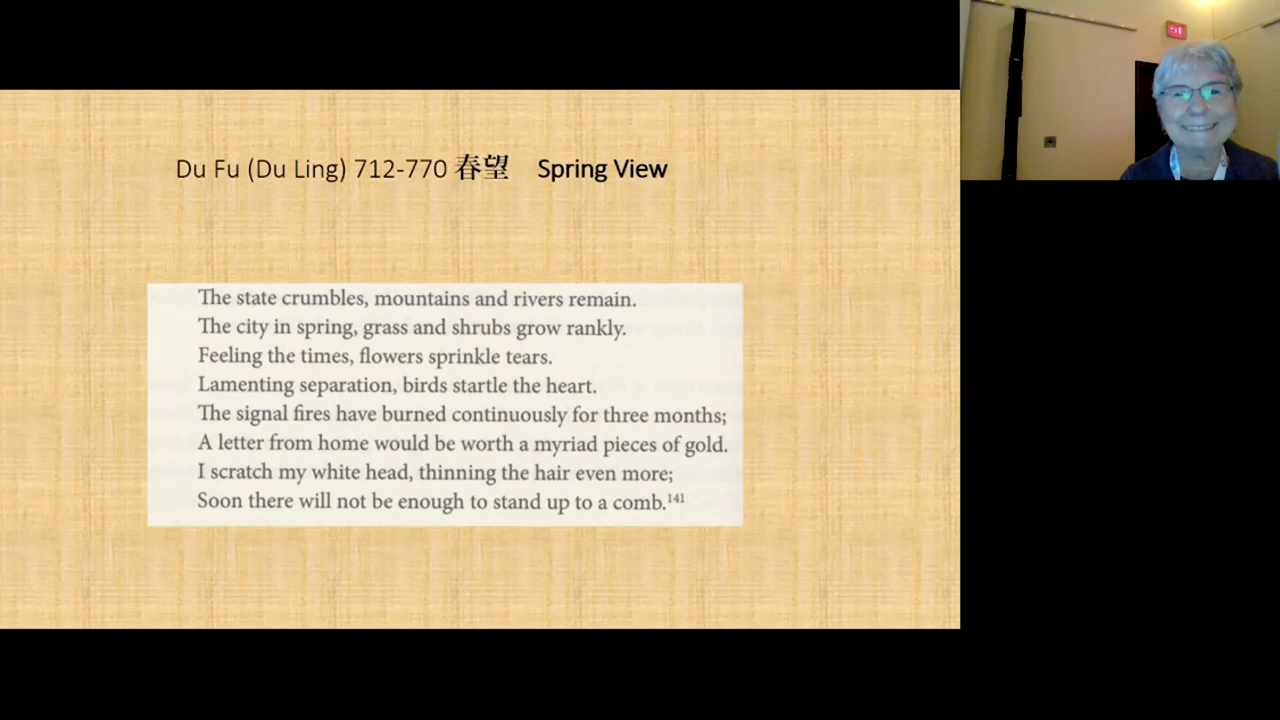 Du Fu (Du Ling) 712-770 春望 Spring View
The state crumbles, mountains and rivers remain.
The city in spring, grass and shrubs grow rankly.
Feeling the times, flowers sprinkle tears.
Lamenting separation, birds startle the heart.
The signal fires have burned continuously for three months;
A letter from home would be worth a myriad pieces of gold.
I scratch my white head, thinning the hair even more;
Soon there will not be enough to stand up to a comb.141